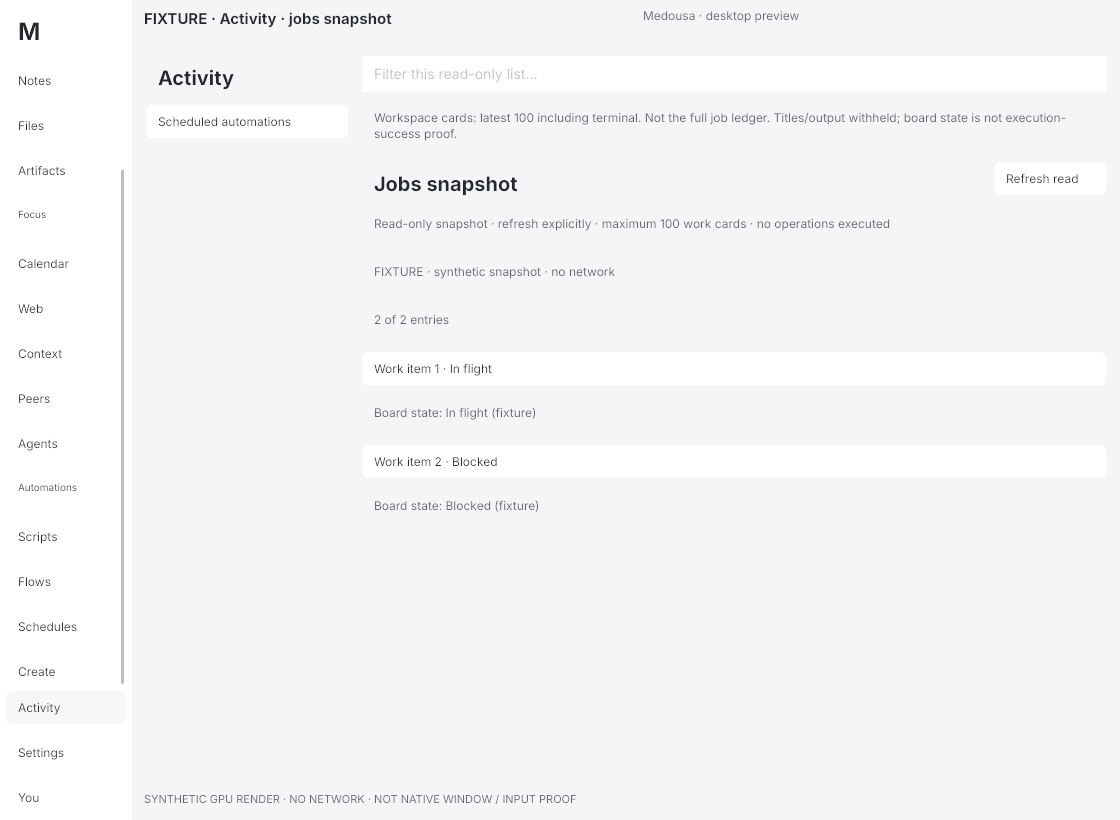 M
Notes
Files
Artifacts
Focus
Calendar
Web
Context
Peers
Agents
Automations
Scripts
Flows
Schedules
Create
Activity
Settings
You
FIXTURE · Activity · jobs snapshot
Medousa · desktop preview
Activity
Scheduled automations
Filter this read-only list...
Workspace cards: latest 100 including terminal. Not the full job ledger. Titles/output withheld; board state is not execution-
success proof.
Jobs snapshot
Refresh read
Read-only snapshot · refresh explicitly · maximum 100 work cards · no operations executed
FIXTURE · synthetic snapshot · no network
2 of 2 entries
Work item 1 · In flight
Board state: In flight (fixture)
Work item 2 · Blocked
Board state: Blocked (fixture)
SYNTHETIC GPU RENDER · NO NETWORK · NOT NATIVE WINDOW / INPUT PROOF